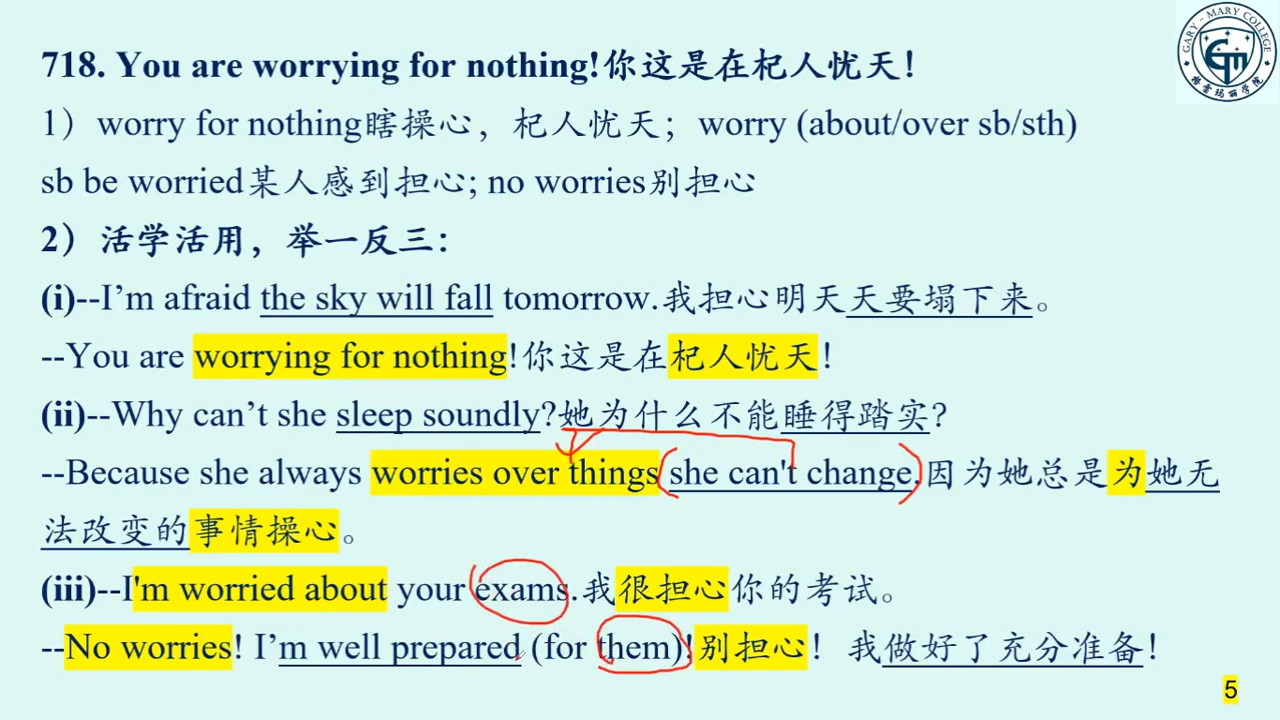 718. You are worrying for nothing!你这是在杞人忧天！
1）worry for nothing瞎操心，杞人忧天；worry (about/over sb/sth)
sb be worried某人感到担心; no worries别担心
2）活学活用，举一反三：
(i)--I’m afraid the sky will fall tomorrow.我担心明天天要塌下来。
--You are worrying for nothing!你这是在杞人忧天！
(ii)--Why can’t she sleep soundly?她为什么不能睡得踏实?
--Because she always worries over things she can't change.因为她总是为她无
法改变的事情操心。
(iii)--I'm worried about your exams.我很担心你的考试。
--No worries! I’m well prepared (for them)!别担心！我做好了充分准备！
5
GARY－MARY COLLEGE
格雷玛丽学院